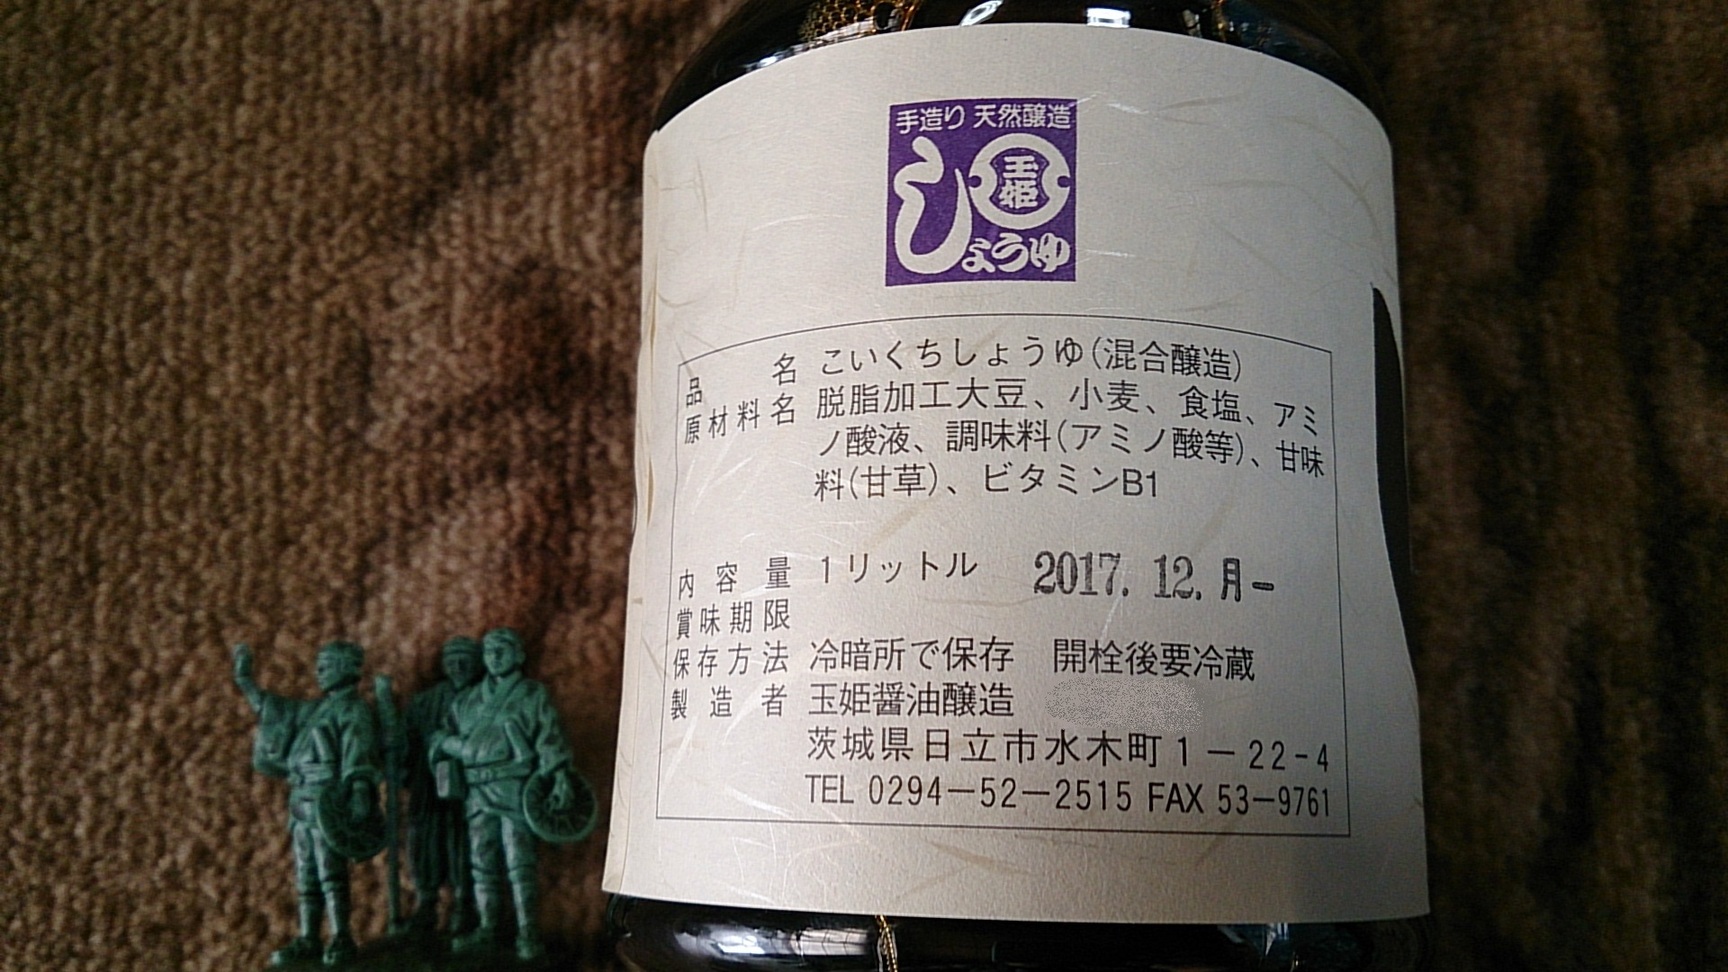 手造り 天然醸造
玉姫
しょうゆ
品名 こいくちしょうゆ(混合醸造)
原材料名 脱脂加工大豆、小麦、食塩、アミ
ノ酸液、調味料(アミノ酸等)、甘味
料(甘草)、ビタミンB1
内容量 1リットル 2017. 12. 月-
賞味期限
保存方法 冷暗所で保存 開栓後要冷蔵
製造者 玉姫醤油醸造
茨城県日立市水木町1-22-4
TEL 0294-52-2515 FAX 53-9761